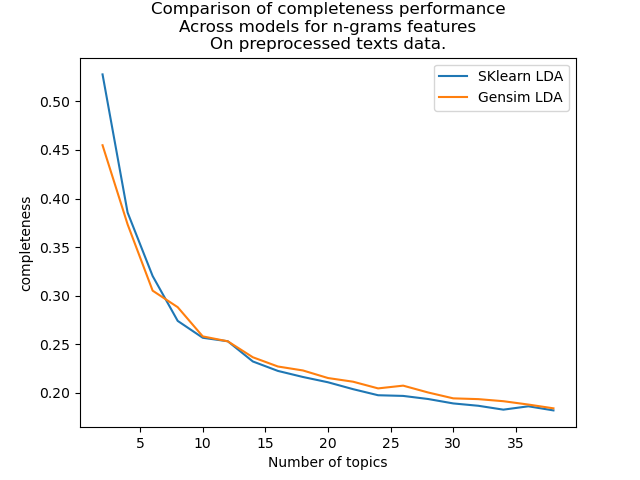 Comparison of completeness performance
Across models for n-grams features
On preprocessed texts data.
SKlearn LDA
Gensim LDA
completeness
0.50
0.45
0.40
0.35
0.30
0.25
0.20
5 10 15 20 25 30 35
Number of topics